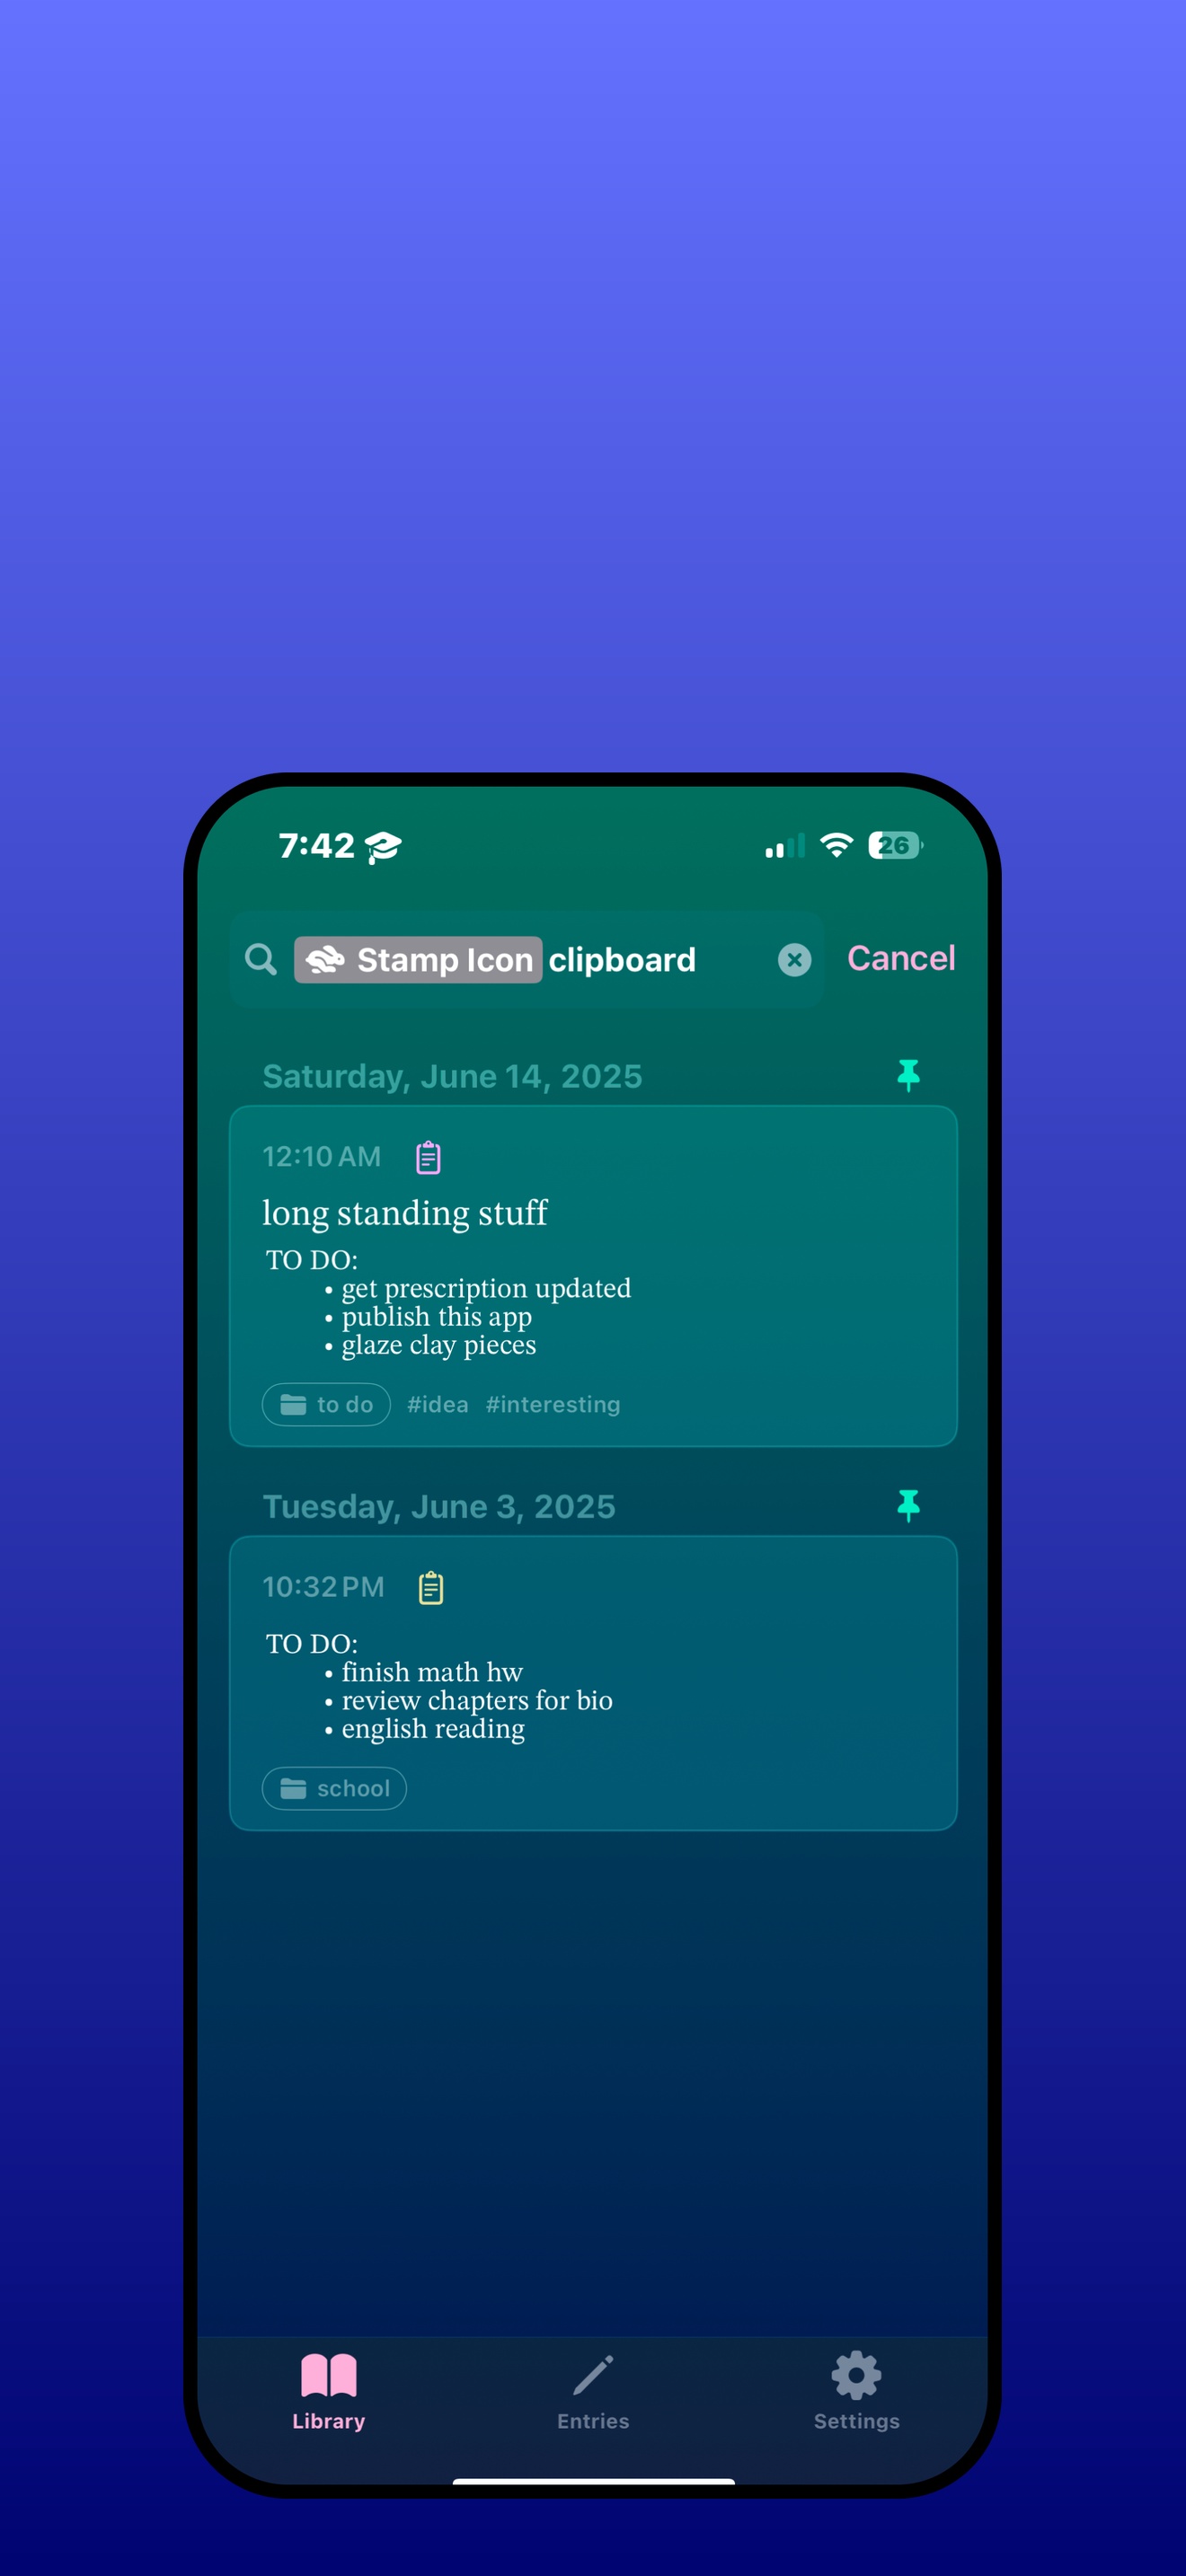 7:42
26
Stamp Icon clipboard
Cancel
Saturday, June 14, 2025
12:10 AM
long standing stuff
TO DO:
• get prescription updated
• publish this app
• glaze clay pieces
to do #idea #interesting
Tuesday, June 3, 2025
10:32 PM
TO DO:
• finish math hw
• review chapters for bio
• english reading
school
Library Entries Settings